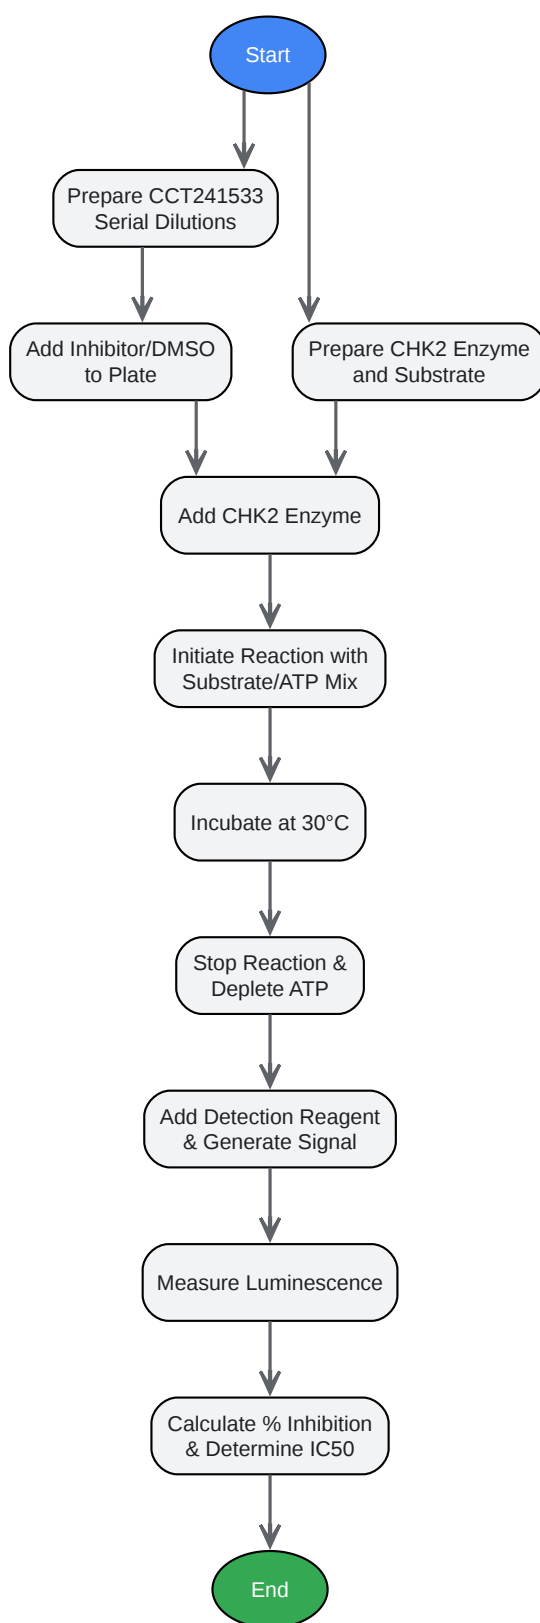 Start
Prepare CCT241533
Serial Dilutions
Add Inhibitor/DMSO
to Plate
Prepare CHK2 Enzyme
and Substrate
Add CHK2 Enzyme
Initiate Reaction with
Substrate/ATP Mix
Incubate at 30°C
Stop Reaction &
Deplete ATP
Add Detection Reagent
& Generate Signal
Measure Luminescence
Calculate % Inhibition
& Determine IC50
End